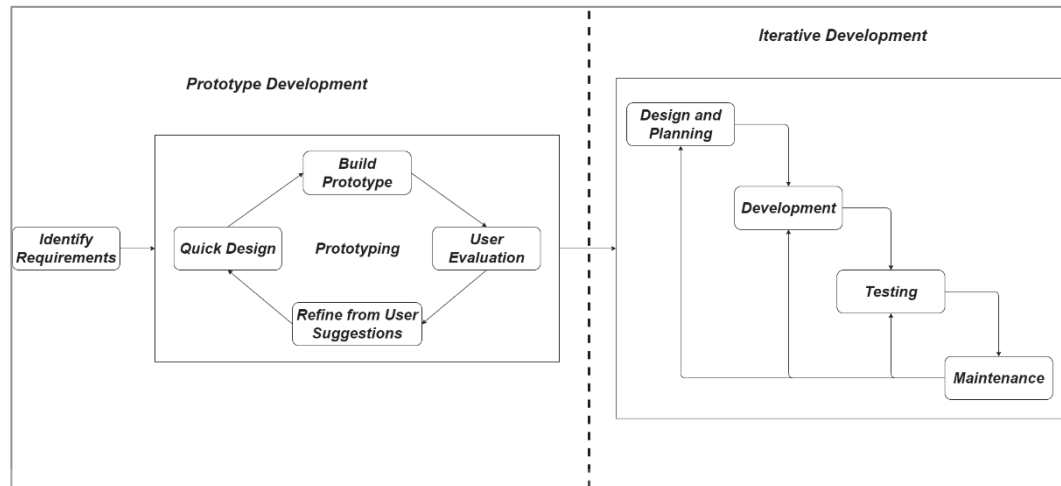 Prototype Development
Identify
Requirements
Quick Design
Build
Prototype
Prototyping
User
Evaluation
Refine from User
Suggestions
Iterative Development
Design and
Planning
Development
Testing
Maintenance